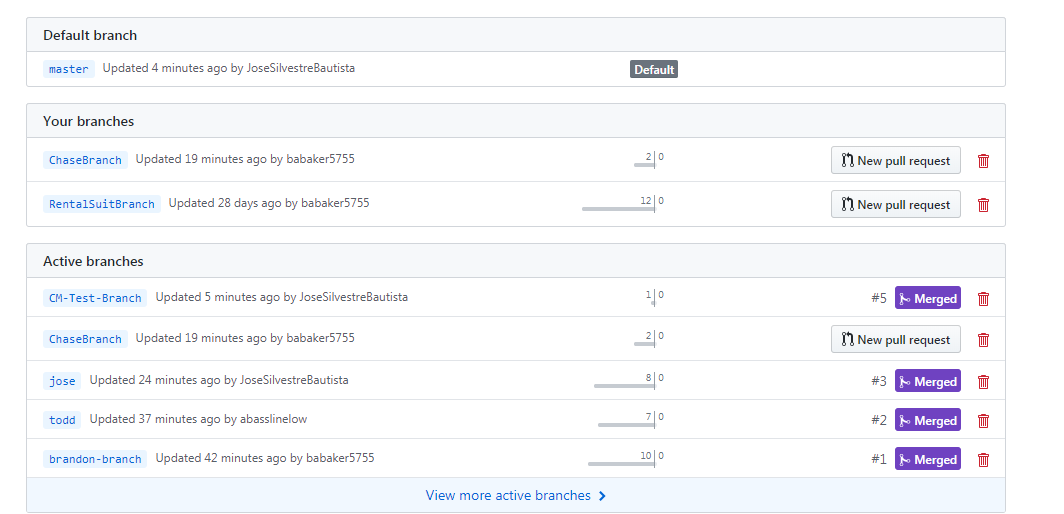 Default branch
master Updated 4 minutes ago by JoseSilvestreBautista Default
Your branches
ChaseBranch Updated 19 minutes ago by babaker5755 2 0 New pull request
RentalSuitBranch Updated 28 days ago by babaker5755 12 0 New pull request
Active branches
CM-Test-Branch Updated 5 minutes ago by JoseSilvestreBautista 1 0 #5 Merged
ChaseBranch Updated 19 minutes ago by babaker5755 2 0 New pull request
jose Updated 24 minutes ago by JoseSilvestreBautista 8 0 #3 Merged
todd Updated 37 minutes ago by abasslinelow 7 0 #2 Merged
brandon-branch Updated 42 minutes ago by babaker5755 10 0 #1 Merged
View more active branches